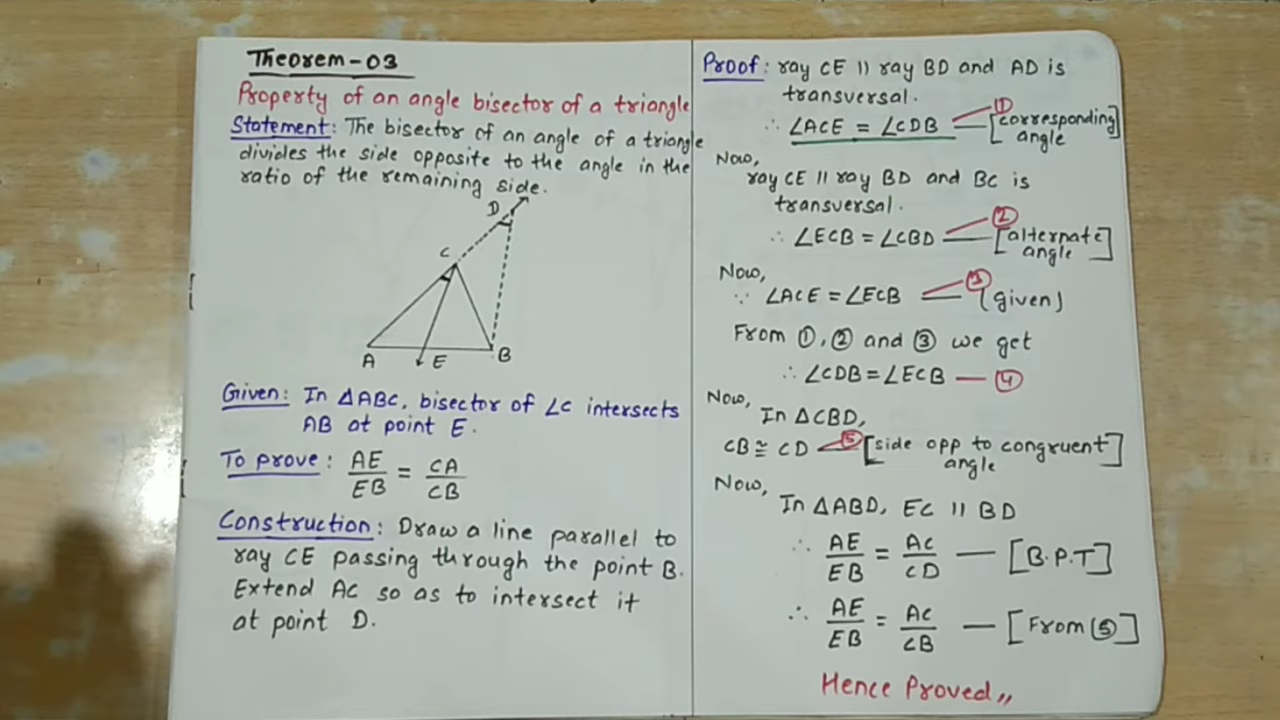 Theorem-03
Property of an angle bisector of a triangle
Statement: The bisector of an angle of a triangle
divides the side opposite to the angle in the
ratio of the remaining side.
D
C
A E B
Given: In △ABC, bisector of ∠C intersects
AB at point E.
To prove: AE/EB = CA/CB
Construction: Draw a line parallel to
ray CE passing through the point B.
Extend AC so as to intersect it
at point D.
Proof: ray CE || ray BD and AD is
transversal.
∴ ∠ACE = ∠CDB — ① [corresponding
angle]
Now,
ray CE || ray BD and BC is
transversal.
∴ ∠ECB = ∠CBD — ② [alternate
angle]
Now,
∵ ∠ACE = ∠ECB — ③ (given)
From ①, ② and ③ we get
∴ ∠CDB = ∠ECB — ④
Now,
In △CBD,
CB ≅ CD — ⑤ [side opp to congruent
angle]
Now,
In △ABD, EC || BD
∴ AE/EB = AC/CD — [B.P.T]
∴ AE/EB = AC/CB — [From ⑤]
Hence Proved,,